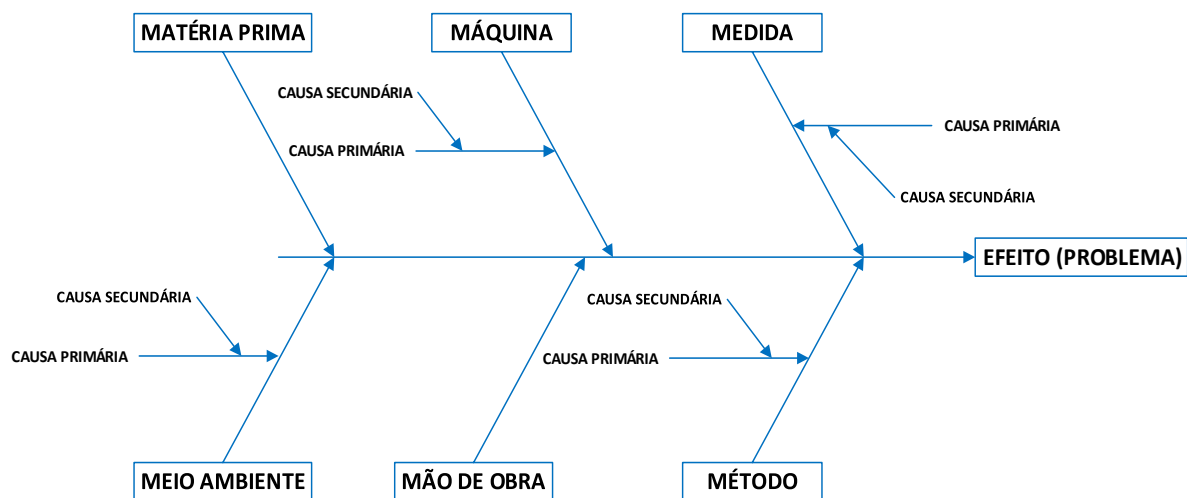 MATÉRIA PRIMA
MÁQUINA
MEDIDA
CAUSA SECUNDÁRIA
CAUSA PRIMÁRIA
CAUSA PRIMÁRIA
CAUSA SECUNDÁRIA
EFEITO (PROBLEMA)
CAUSA SECUNDÁRIA
CAUSA PRIMÁRIA
CAUSA SECUNDÁRIA
CAUSA PRIMÁRIA
MEIO AMBIENTE
MÃO DE OBRA
MÉTODO